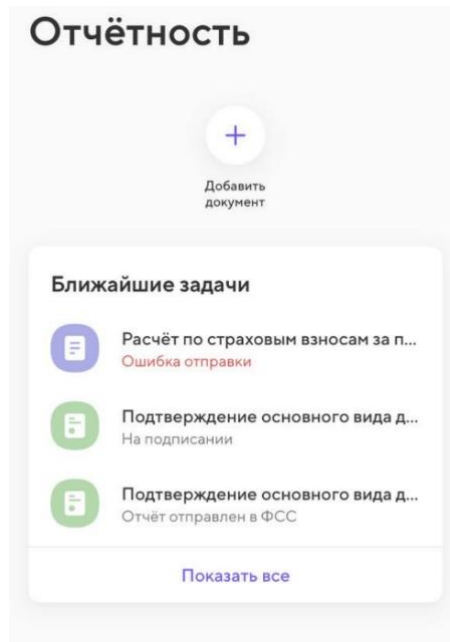 Отчётность
Добавить
документ
Ближайшие задачи
Расчёт по страховым взносам за п...
Ошибка отправки
Подтверждение основного вида д...
На подписании
Подтверждение основного вида д...
Отчёт отправлен в ФСС
Показать все